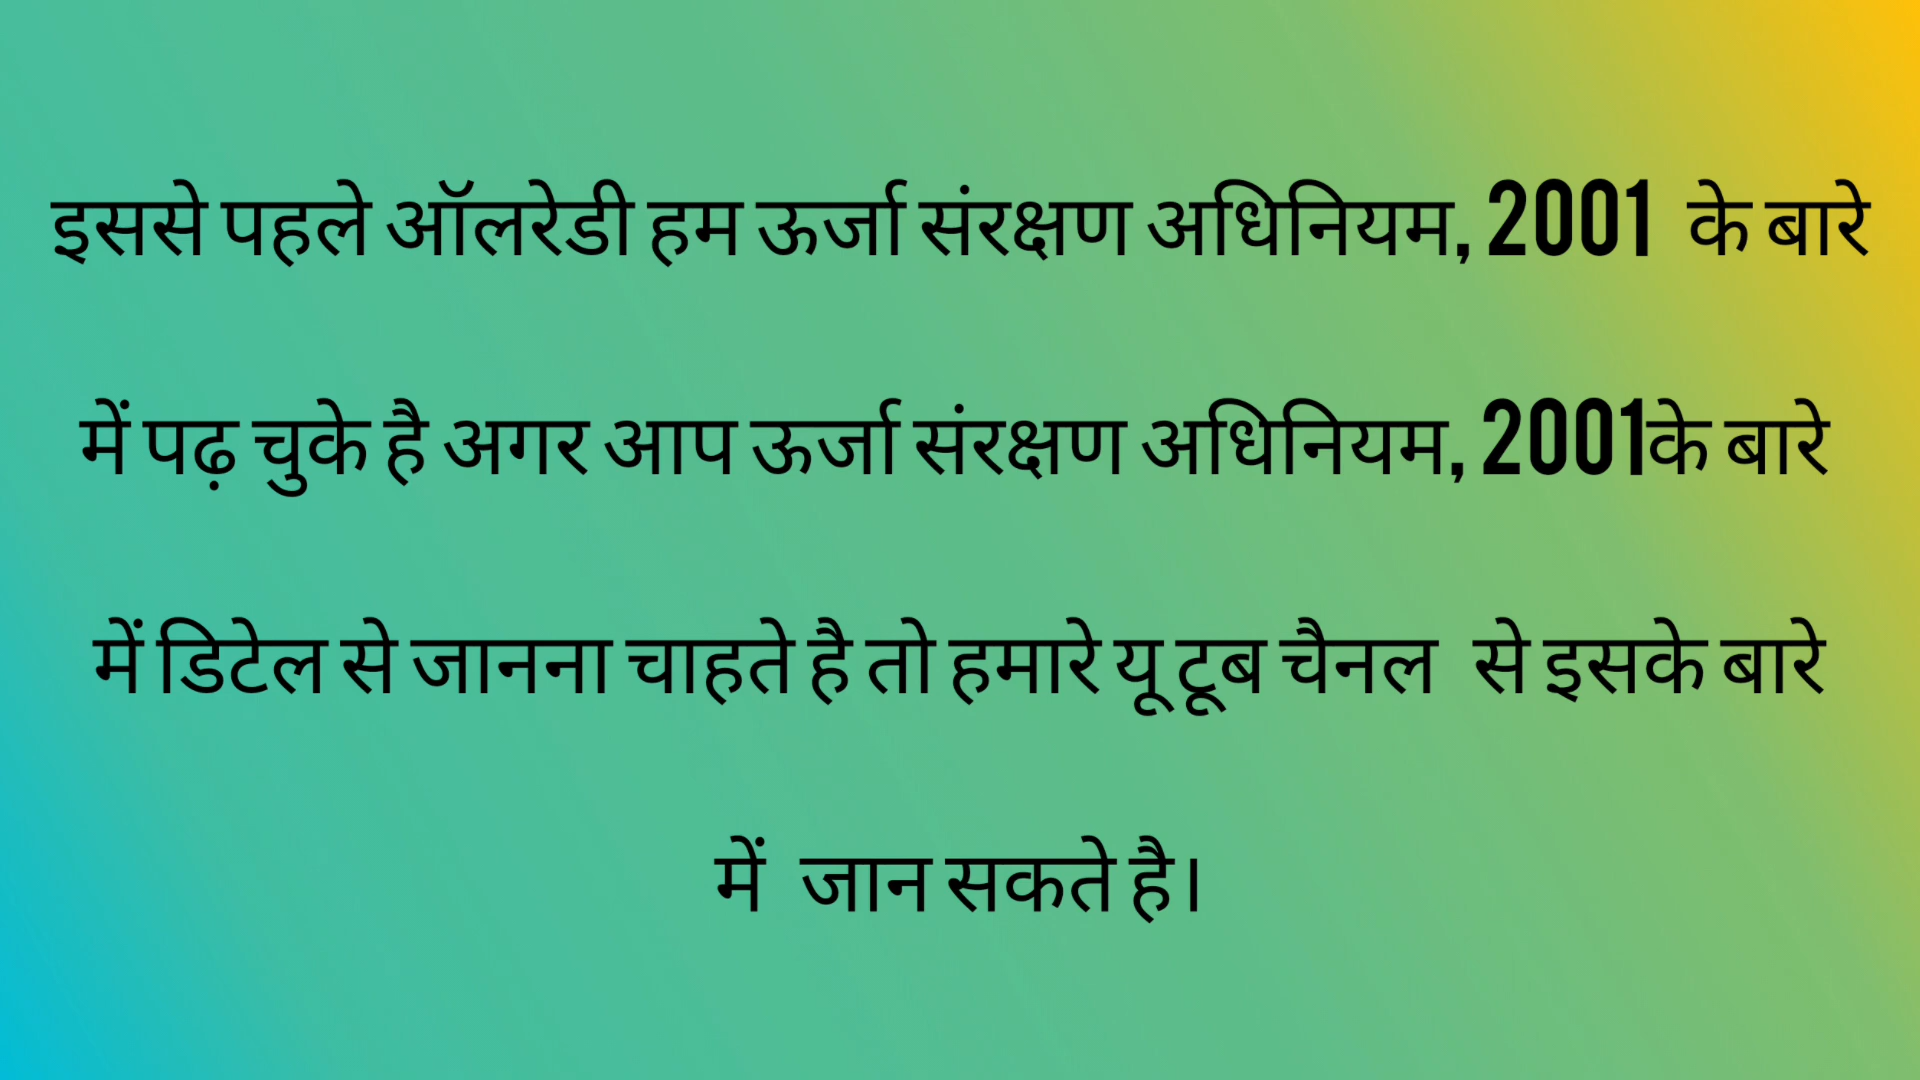 इससे पहले ऑलरेडी हम ऊर्जा संरक्षण अधिनियम, 2001 के बारे
में पढ़ चुके है अगर आप ऊर्जा संरक्षण अधिनियम, 2001के बारे
में डिटेल से जानना चाहते है तो हमारे यू टूब चैनल से इसके बारे
में जान सकते है।